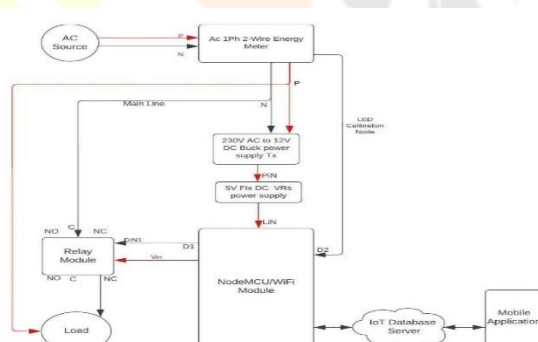 AC
Source
P
N
Ac 1Ph 2-Wire Energy
Meter
P
Main Line
N
LED
Calibration
Node
230V AC to 12V
DC Buck power
supply Tx
PiN
5V Fix DC VRs
power supply
LiN
NO
C
NC
DIN1
D1
D2
Relay
Module
Vin
NodeMCU/WiFi
Module
NO
C
NC
Load
IoT Database
Server
Mobile
Application